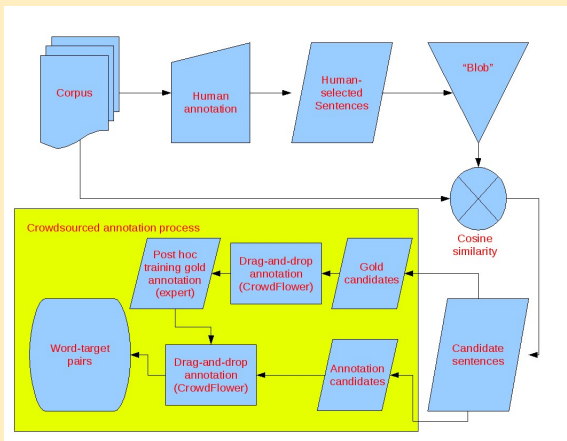 Corpus
Human
annotation
Human-
selected
Sentences
“Blob”
Cosine
similarity
Crowdsourced annotation process
Post hoc
training gold
annotation
(expert)
Drag-and-drop
annotation
(CrowdFlower)
Gold
candidates
Word-target
pairs
Drag-and-drop
annotation
(CrowdFlower)
Annotation
candidates
Candidate
sentences